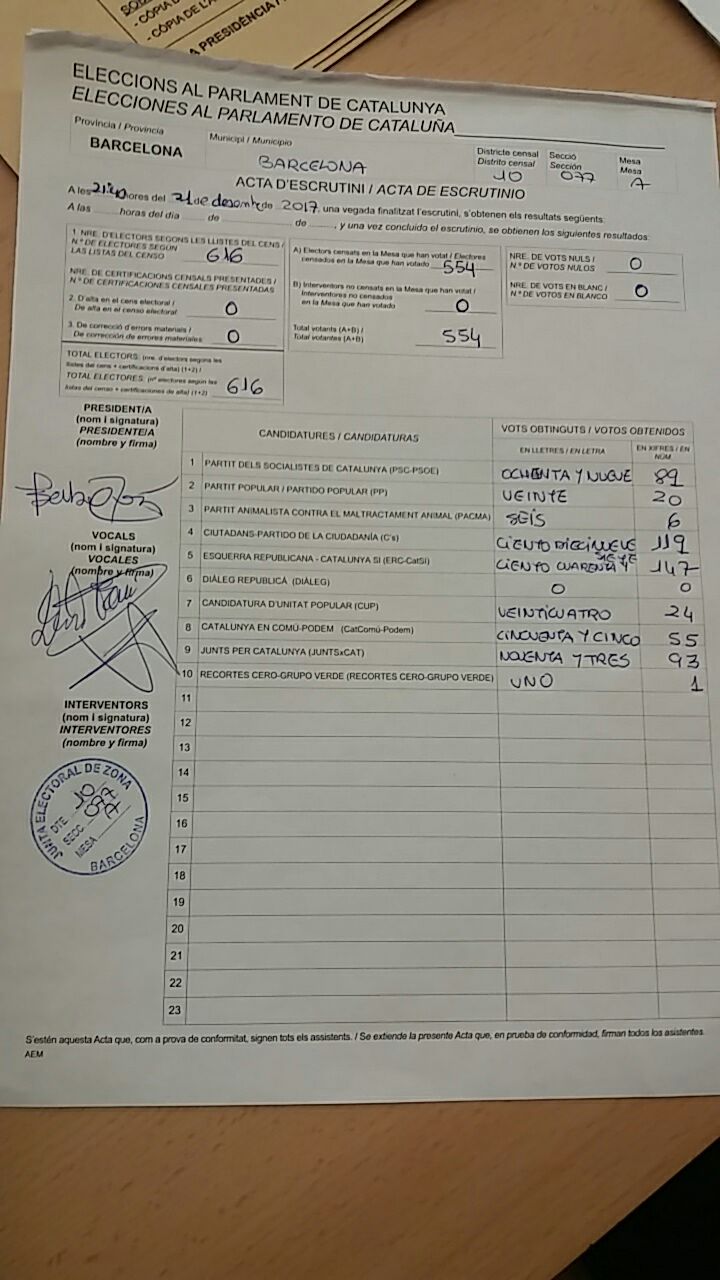 SOB
- CÒPIA D
- CÒPIA DE LA
A PRESIDÈNCIA /
ELECCIONS AL PARLAMENT DE CATALUNYA
ELECCIONES AL PARLAMENTO DE CATALUÑA
Província / Provincia
BARCELONA
Municipi / Municipio
BARCELONA
Districte censal
Distrito censal
10
Secció
Sección
077
Mesa
Mesa
A
ACTA D'ESCRUTINI / ACTA DE ESCRUTINIO
A les 21:40 hores del 21 de desembre de 2017, una vegada finalitzat l'escrutini, s'obtenen els resultats següents:
A las ........ horas del día ...... de ........ de ........, y una vez concluido el escrutinio, se obtienen los siguientes resultados:
1. NRE. D'ELECTORS SEGONS LES LLISTES DEL CENS /
N.º DE ELECTORES SEGÚN
LAS LISTAS DEL CENSO
616
NRE. DE CERTIFICACIONS CENSALS PRESENTADES /
N.º DE CERTIFICACIONES CENSALES PRESENTADAS
2. D'alta en el cens electoral /
De alta en el censo electoral
0
3. De correcció d'errors materials /
De corrección de errores materiales
0
TOTAL ELECTORS: (nre. d'electors segons les
llistes del cens + certificacions d'alta) (1+2) /
TOTAL ELECTORES: (nº electores según las
listas del censo + certificaciones de alta) (1+2)
616
A) Electors censats en la Mesa que han votat / Electores
censados en la Mesa que han votado
554
B) Interventors no censats en la Mesa que han votat /
Interventores no censados
en la Mesa que han votado
0
Total votants (A+B) /
Total votantes (A+B)
554
NRE. DE VOTS NULS /
N.º DE VOTOS NULOS
0
NRE. DE VOTS EN BLANC /
N.º DE VOTOS EN BLANCO
0
PRESIDENT/A
(nom i signatura)
PRESIDENTE/A
(nombre y firma)
VOCALS
(nom i signatura)
VOCALES
(nombre y firma)
INTERVENTORS
(nom i signatura)
INTERVENTORES
(nombre y firma)
JUNTA ELECTORAL DE ZONA
DTE. 10
SECC. 077
MESA A
BARCELONA
CANDIDATURES / CANDIDATURAS
VOTS OBTINGUTS / VOTOS OBTENIDOS
EN LLETRES / EN LETRA
EN XIFRES / EN NÚM.
1 PARTIT DELS SOCIALISTES DE CATALUNYA (PSC-PSOE) OCHENTA Y NUEVE 89
2 PARTIT POPULAR / PARTIDO POPULAR (PP) VEINTE 20
3 PARTIT ANIMALISTA CONTRA EL MALTRACTAMENT ANIMAL (PACMA) SEIS 6
4 CIUTADANS-PARTIDO DE LA CIUDADANÍA (C's) CIENTO DIECINUEVE 119
5 ESQUERRA REPUBLICANA - CATALUNYA SÍ (ERC-CatSí) CIENTO CUARENTA Y SIETE 147
6 DIÀLEG REPUBLICÀ (DIÀLEG) 0 0
7 CANDIDATURA D'UNITAT POPULAR (CUP) VEINTICUATRO 24
8 CATALUNYA EN COMÚ-PODEM (CatComú-Podem) CINCUENTA Y CINCO 55
9 JUNTS PER CATALUNYA (JUNTSxCAT) NOVENTA Y TRES 93
10 RECORTES CERO-GRUPO VERDE (RECORTES CERO-GRUPO VERDE) UNO 1
11
12
13
14
15
16
17
18
19
20
21
22
23
S'estén aquesta Acta que, com a prova de conformitat, signen tots els assistents. / Se extiende la presente Acta que, en prueba de conformidad, firman todos los asistentes.
AEM